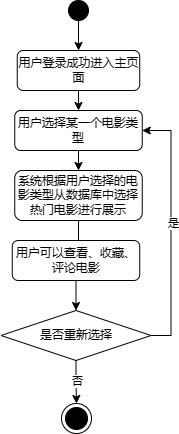 用户登录成功进入主页
面
用户选择某一个电影类
型
系统根据用户选择的电
影类型从数据库中选择
热门电影进行展示
用户可以查看、收藏、
评论电影
是否重新选择
是
否